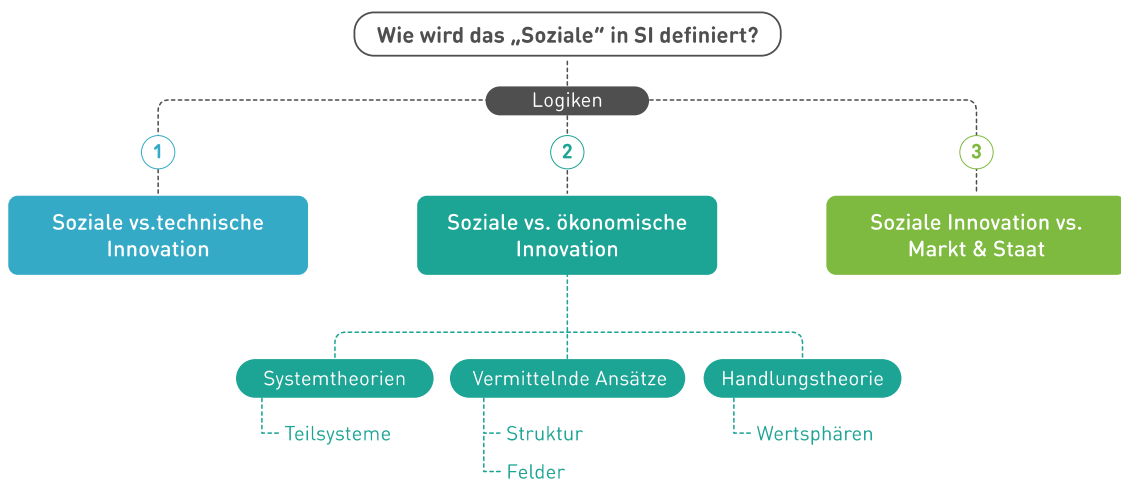 Wie wird das „Soziale“ in SI definiert?
Logiken
1
2
3
Soziale vs.technische
Innovation
Soziale vs. ökonomische
Innovation
Soziale Innovation vs.
Markt & Staat
Systemtheorien
Vermittelnde Ansätze
Handlungstheorie
Teilsysteme
Struktur
Wertsphären
Felder